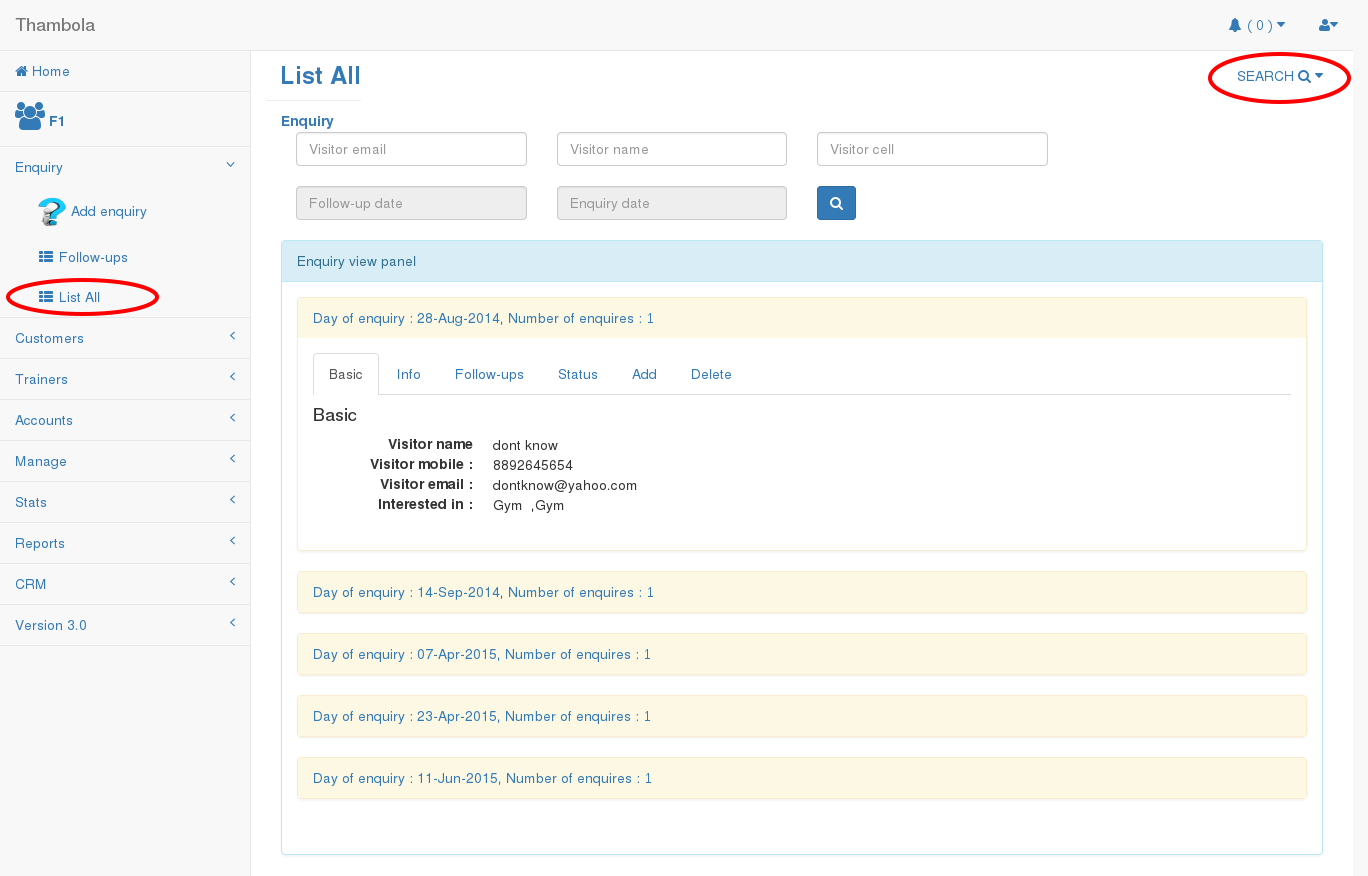 Thambola
( 0 )
Home
F1
Enquiry
Add enquiry
Follow-ups
List All
Customers
Trainers
Accounts
Manage
Stats
Reports
CRM
Version 3.0
List All
SEARCH
Enquiry
Visitor email Visitor name Visitor cell
Follow-up date Enquiry date
Enquiry view panel
Day of enquiry : 28-Aug-2014, Number of enquires : 1
Basic Info Follow-ups Status Add Delete
Basic
Visitor name dont know
Visitor mobile : 8892645654
Visitor email : dontknow@yahoo.com
Interested in : Gym ,Gym
Day of enquiry : 14-Sep-2014, Number of enquires : 1
Day of enquiry : 07-Apr-2015, Number of enquires : 1
Day of enquiry : 23-Apr-2015, Number of enquires : 1
Day of enquiry : 11-Jun-2015, Number of enquires : 1